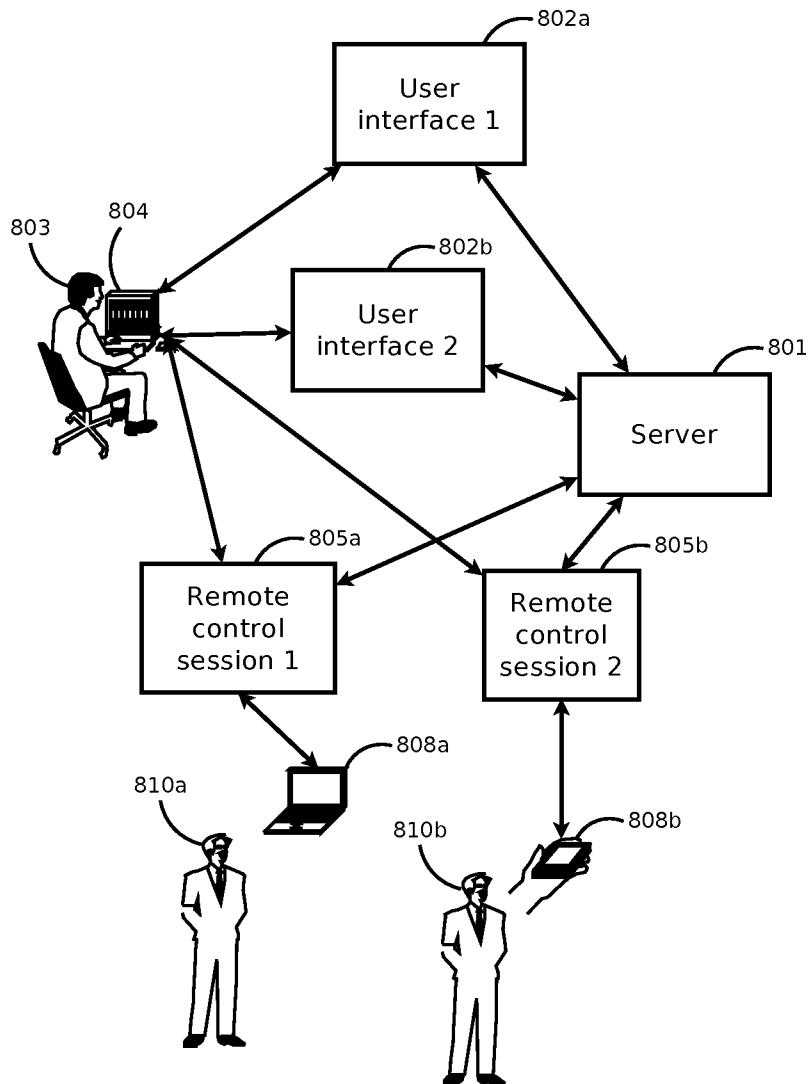 802a
User
interface 1
804
803
802b
User
interface 2
801
Server
805a
805b
Remote
control
session 1
Remote
control
session 2
808a
810a
808b
810b